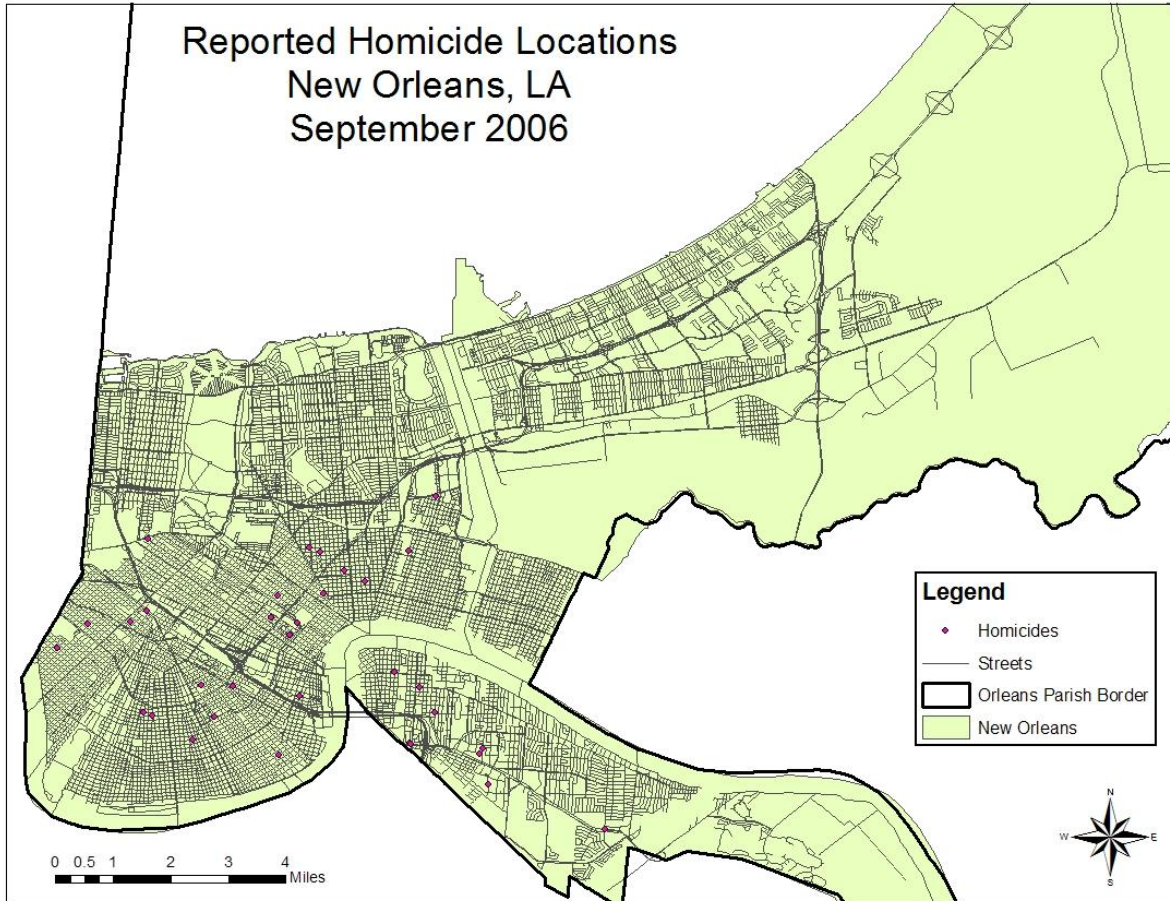 Reported Homicide Locations
New Orleans, LA
September 2006
Legend
Homicides
Streets
Orleans Parish Border
New Orleans
0 0.5 1 2 3 4
Miles
N
W E
S